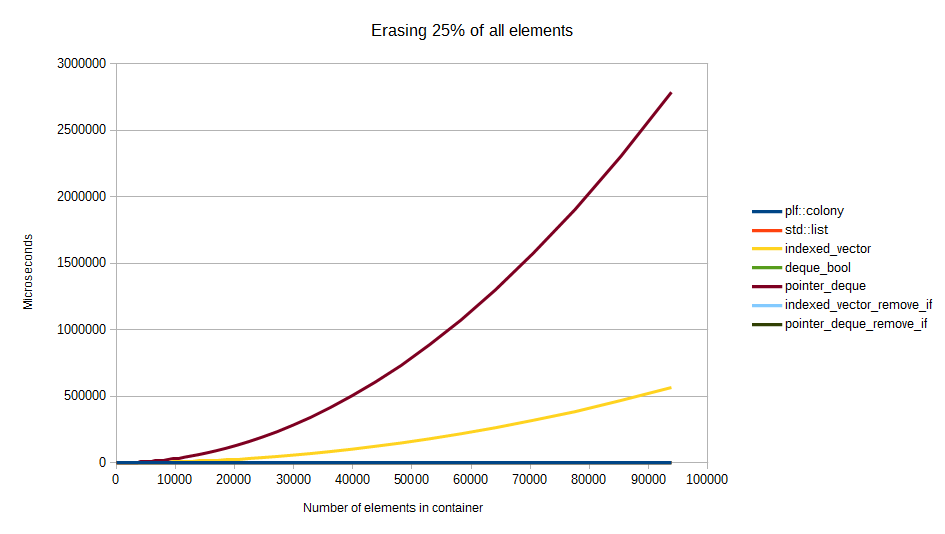 Erasing 25% of all elements
3000000
2500000
2000000
1500000
1000000
500000
0
Microseconds
0 10000 20000 30000 40000 50000 60000 70000 80000 90000 100000
Number of elements in container
plf::colony
std::list
indexed_vector
deque_bool
pointer_deque
indexed_vector_remove_if
pointer_deque_remove_if